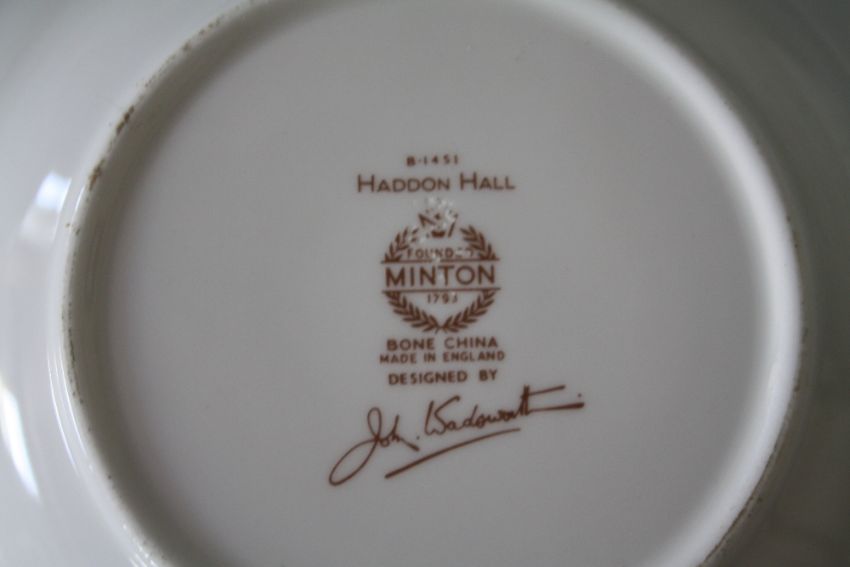 B-1451
HADDON HALL
FOUNDED
MINTON
1793
BONE CHINA
MADE IN ENGLAND
DESIGNED BY
John Wadsworth